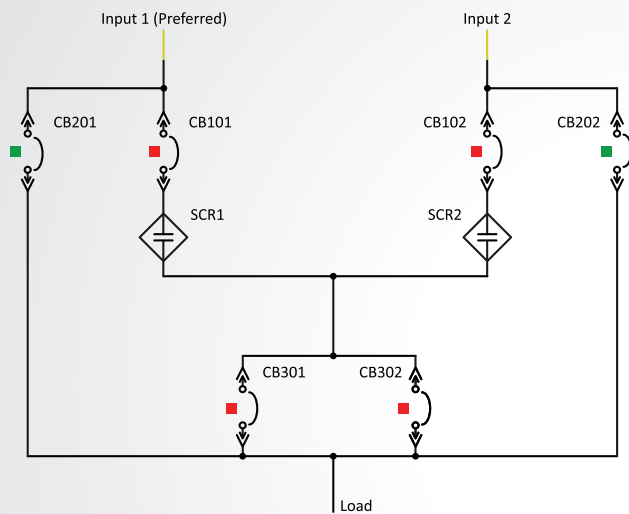 Input 1 (Preferred)
Input 2
CB201
CB101
CB102
CB202
SCR1
SCR2
CB301
CB302
Load